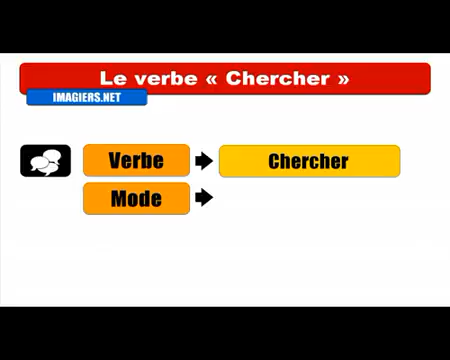 Le verbe « Chercher »
IMAGIERS.NET
Verbe Chercher
Mode